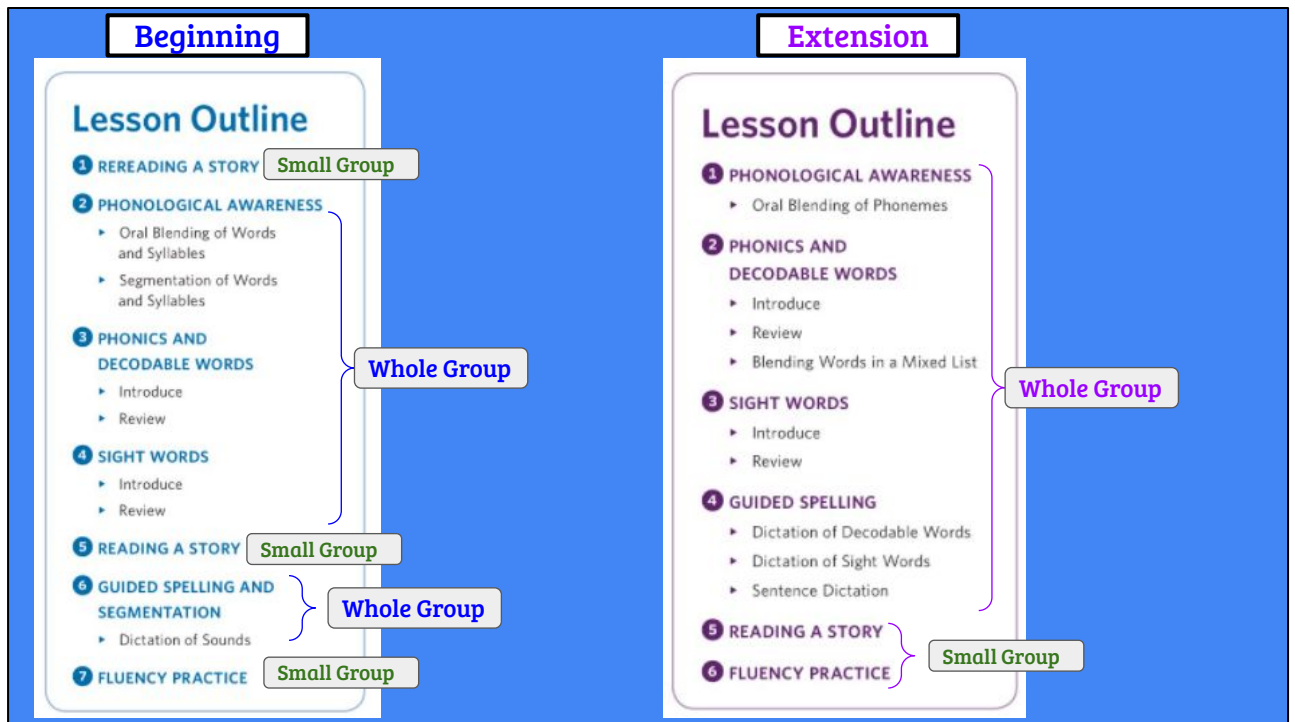 Beginning
Lesson Outline
1 REREADING A STORY Small Group
2 PHONOLOGICAL AWARENESS
▸ Oral Blending of Words
and Syllables
▸ Segmentation of Words
and Syllables
3 PHONICS AND
DECODABLE WORDS
▸ Introduce
▸ Review
Whole Group
4 SIGHT WORDS
▸ Introduce
▸ Review
5 READING A STORY Small Group
6 GUIDED SPELLING AND
SEGMENTATION
▸ Dictation of Sounds
Whole Group
7 FLUENCY PRACTICE Small Group
Extension
Lesson Outline
1 PHONOLOGICAL AWARENESS
▸ Oral Blending of Phonemes
2 PHONICS AND
DECODABLE WORDS
▸ Introduce
▸ Review
▸ Blending Words in a Mixed List
Whole Group
3 SIGHT WORDS
▸ Introduce
▸ Review
4 GUIDED SPELLING
▸ Dictation of Decodable Words
▸ Dictation of Sight Words
▸ Sentence Dictation
5 READING A STORY
6 FLUENCY PRACTICE
Small Group